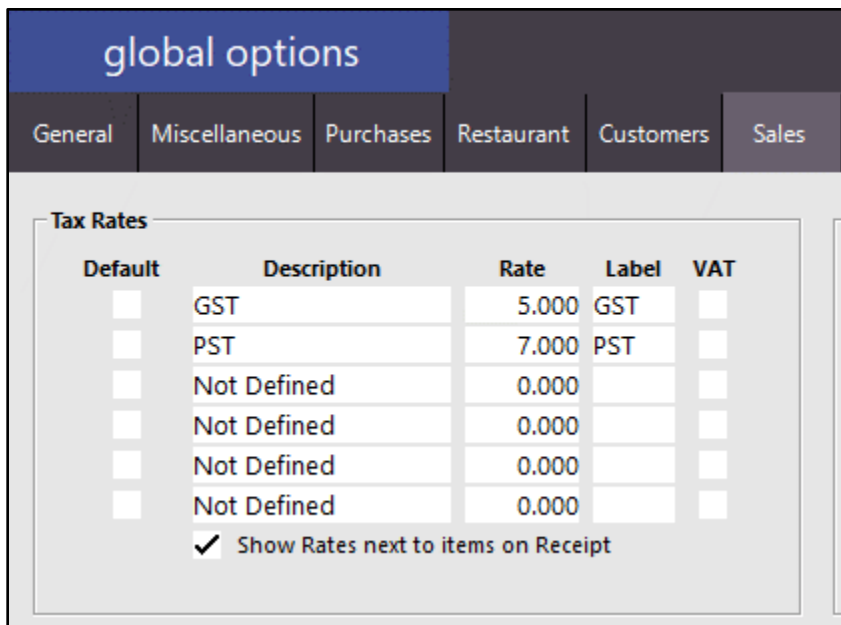 global options
General Miscellaneous Purchases Restaurant Customers Sales
Tax Rates
Default Description Rate Label VAT
GST 5.000 GST
PST 7.000 PST
Not Defined 0.000
Not Defined 0.000
Not Defined 0.000
Not Defined 0.000
Show Rates next to items on Receipt